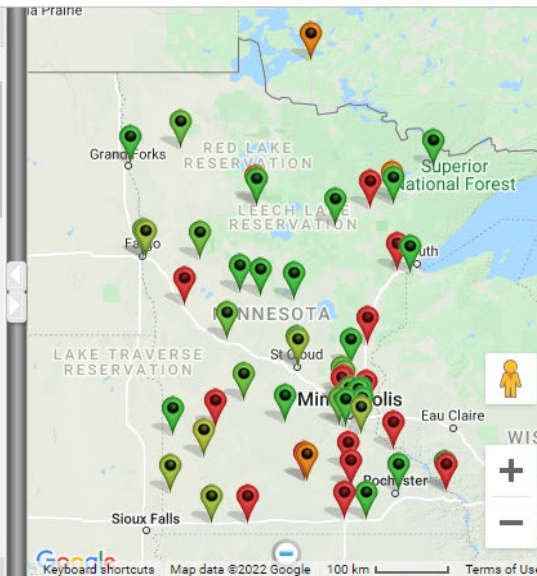 la Prairie
Grand Forks
RED LAKE
RESERVATION
Superior
National Forest
LEECH LAKE
RESERVATION
Fargo
uth
MINNESOTA
LAKE TRAVERSE
RESERVATION
St Cloud
Minneapolis
Eau Claire
WIS
Rochester
Sioux Falls
Google
Keyboard shortcuts
Map data ©2022 Google
100 km
Terms of Use